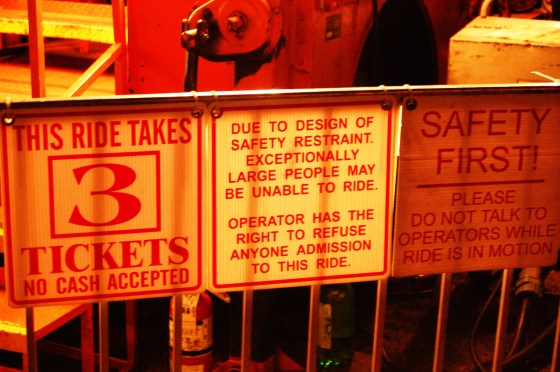 THIS RIDE TAKES
3
TICKETS
NO CASH ACCEPTED
DUE TO DESIGN OF
SAFETY RESTRAINT.
EXCEPTIONALLY
LARGE PEOPLE MAY
BE UNABLE TO RIDE.
OPERATOR HAS THE
RIGHT TO REFUSE
ANYONE ADMISSION
TO THIS RIDE.
SAFETY
FIRST!
PLEASE
DO NOT TALK TO
OPERATORS WHILE
RIDE IS IN MOTION